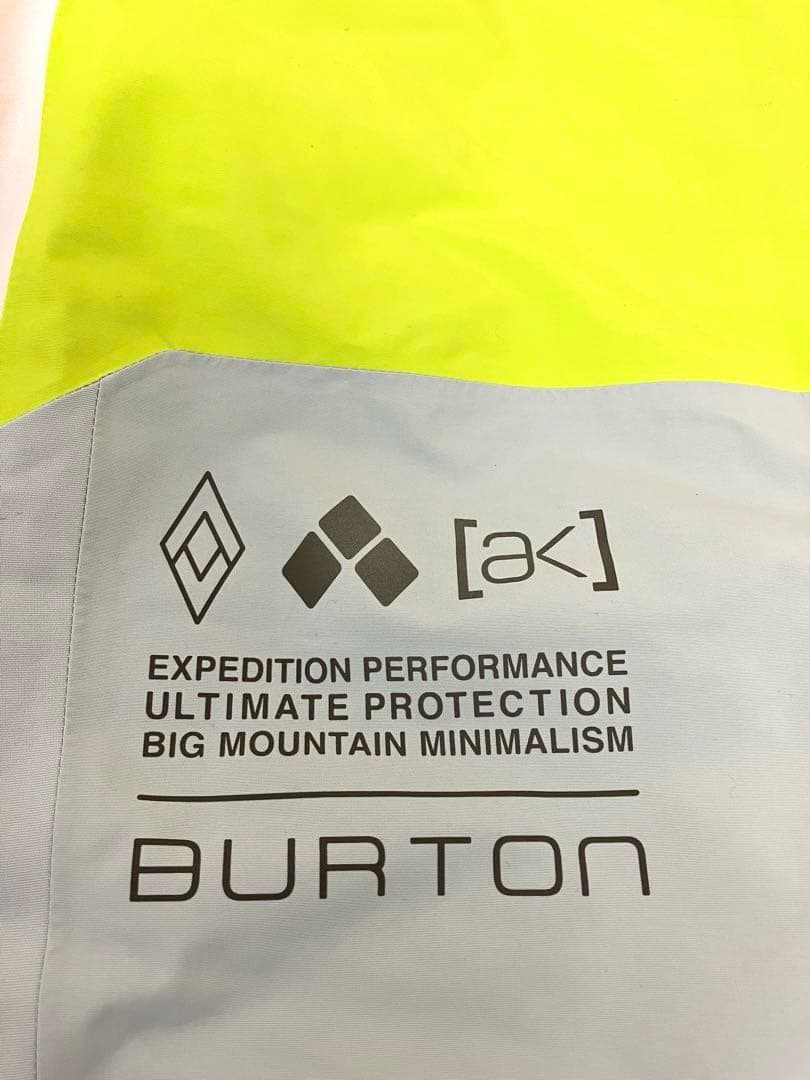 [ak]
EXPEDITION PERFORMANCE
ULTIMATE PROTECTION
BIG MOUNTAIN MINIMALISM
BURTON